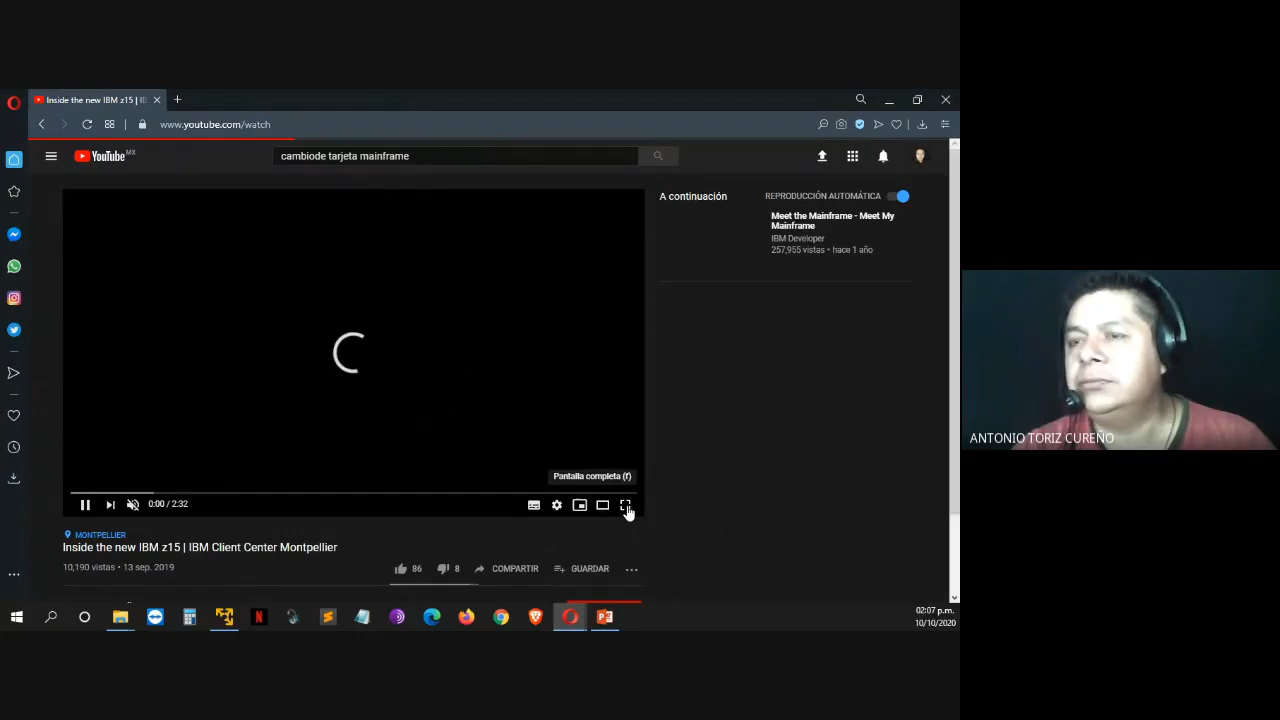 Inside the new IBM z15 | IB
www.youtube.com/watch
YouTube MX
cambiode tarjeta mainframe
A continuación
REPRODUCCIÓN AUTOMÁTICA
Meet the Mainframe - Meet My
Mainframe
IBM Developer
257,955 vistas • hace 1 año
Pantalla completa (f)
0:00 / 2:32
MONTPELLIER
Inside the new IBM z15 | IBM Client Center Montpellier
10,190 vistas • 13 sep. 2019
86
8
COMPARTIR
GUARDAR
ANTONIO TORIZ CUREÑO
02:07 p.m.
10/10/2020